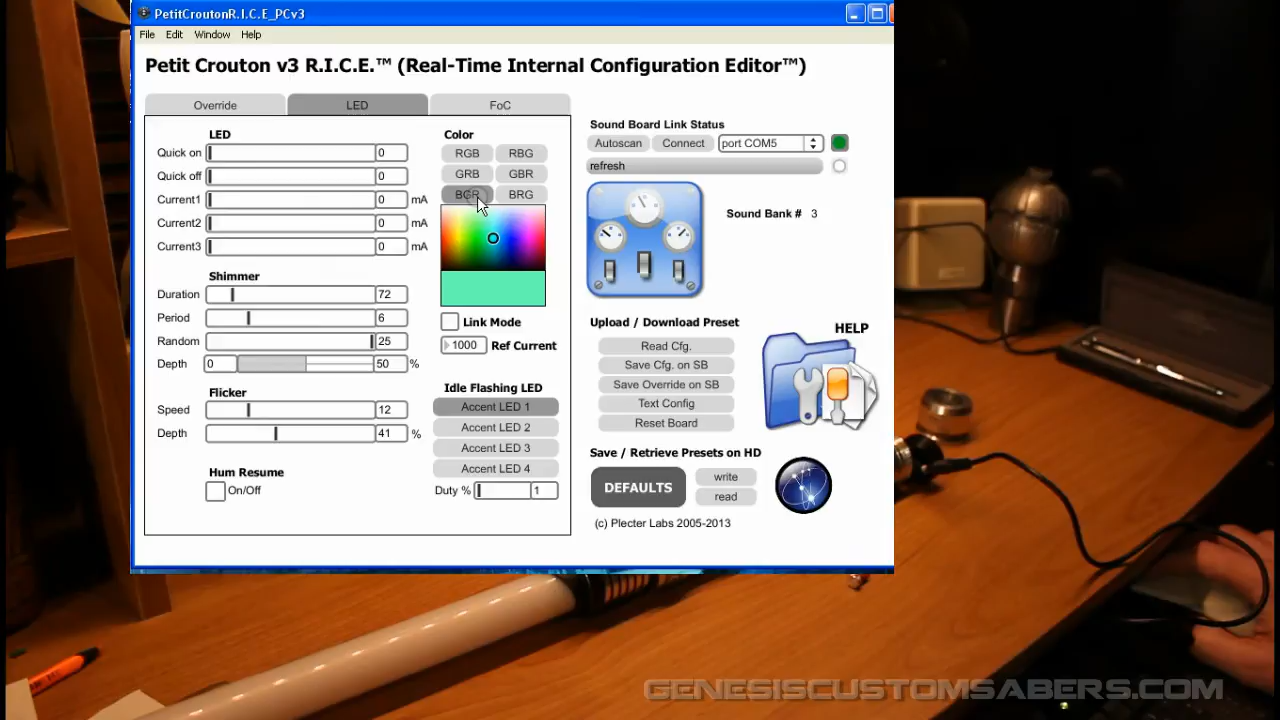 PetitCroutonR.I.C.E_PCv3
File Edit Window Help
Petit Crouton v3 R.I.C.E.™ (Real-Time Internal Configuration Editor™)
Override LED FoC
LED
Quick on 0
Quick off 0
Current1 0 mA
Current2 0 mA
Current3 0 mA
Shimmer
Duration 72
Period 6
Random 25
Depth 0 50 %
Flicker
Speed 12
Depth 41 %
Hum Resume
On/Off
Color
RGB RBG
GRB GBR
BGR BRG
Link Mode
1000 Ref Current
Idle Flashing LED
Accent LED 1
Accent LED 2
Accent LED 3
Accent LED 4
Duty % 1
Sound Board Link Status
Autoscan Connect port COM5
refresh
Sound Bank # 3
Upload / Download Preset
Read Cfg.
Save Cfg. on SB
Save Override on SB
Text Config
Reset Board
HELP
Save / Retrieve Presets on HD
DEFAULTS write
read
(c) Plecter Labs 2005-2013
GENESISCUSTOMSABERS.COM